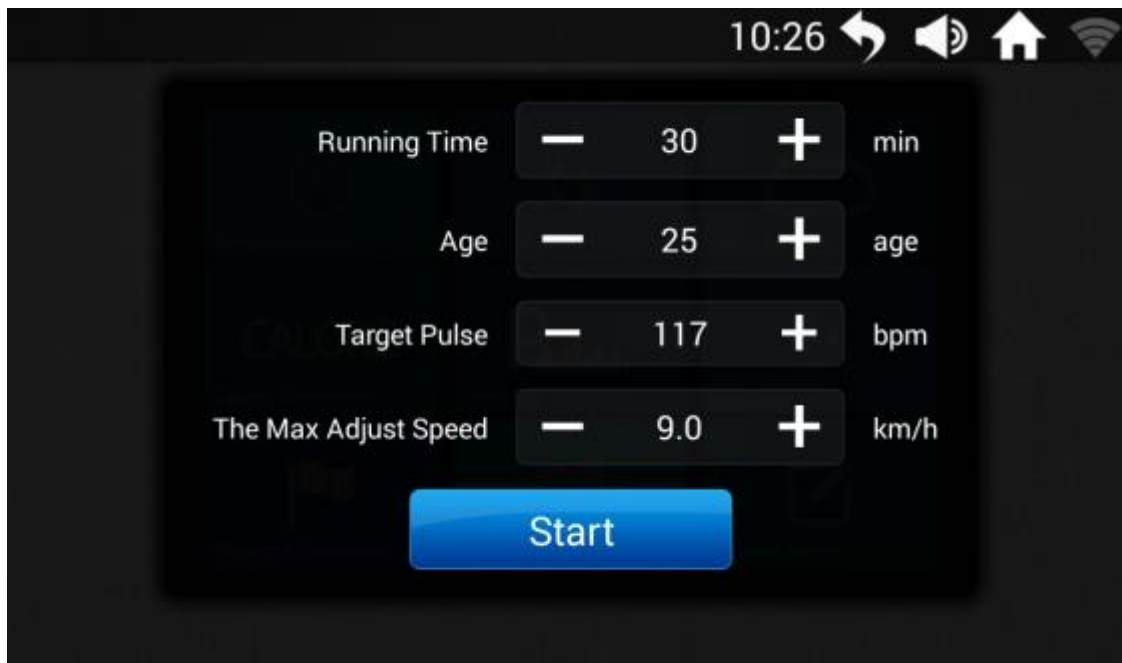 10:26
Running Time 30 min
Age 25 age
Target Pulse 117 bpm
The Max Adjust Speed 9.0 km/h
Start